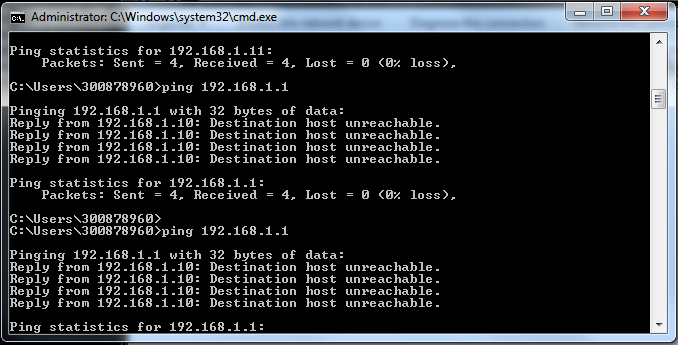 Administrator: C:\Windows\system32\cmd.exe
Ping statistics for 192.168.1.11:
    Packets: Sent = 4, Received = 4, Lost = 0 (0% loss),
C:\Users\300878960>ping 192.168.1.1
Pinging 192.168.1.1 with 32 bytes of data:
Reply from 192.168.1.10: Destination host unreachable.
Reply from 192.168.1.10: Destination host unreachable.
Reply from 192.168.1.10: Destination host unreachable.
Reply from 192.168.1.10: Destination host unreachable.
Ping statistics for 192.168.1.1:
    Packets: Sent = 4, Received = 4, Lost = 0 (0% loss),
C:\Users\300878960>
C:\Users\300878960>ping 192.168.1.1
Pinging 192.168.1.1 with 32 bytes of data:
Reply from 192.168.1.10: Destination host unreachable.
Reply from 192.168.1.10: Destination host unreachable.
Reply from 192.168.1.10: Destination host unreachable.
Reply from 192.168.1.10: Destination host unreachable.
Ping statistics for 192.168.1.1: